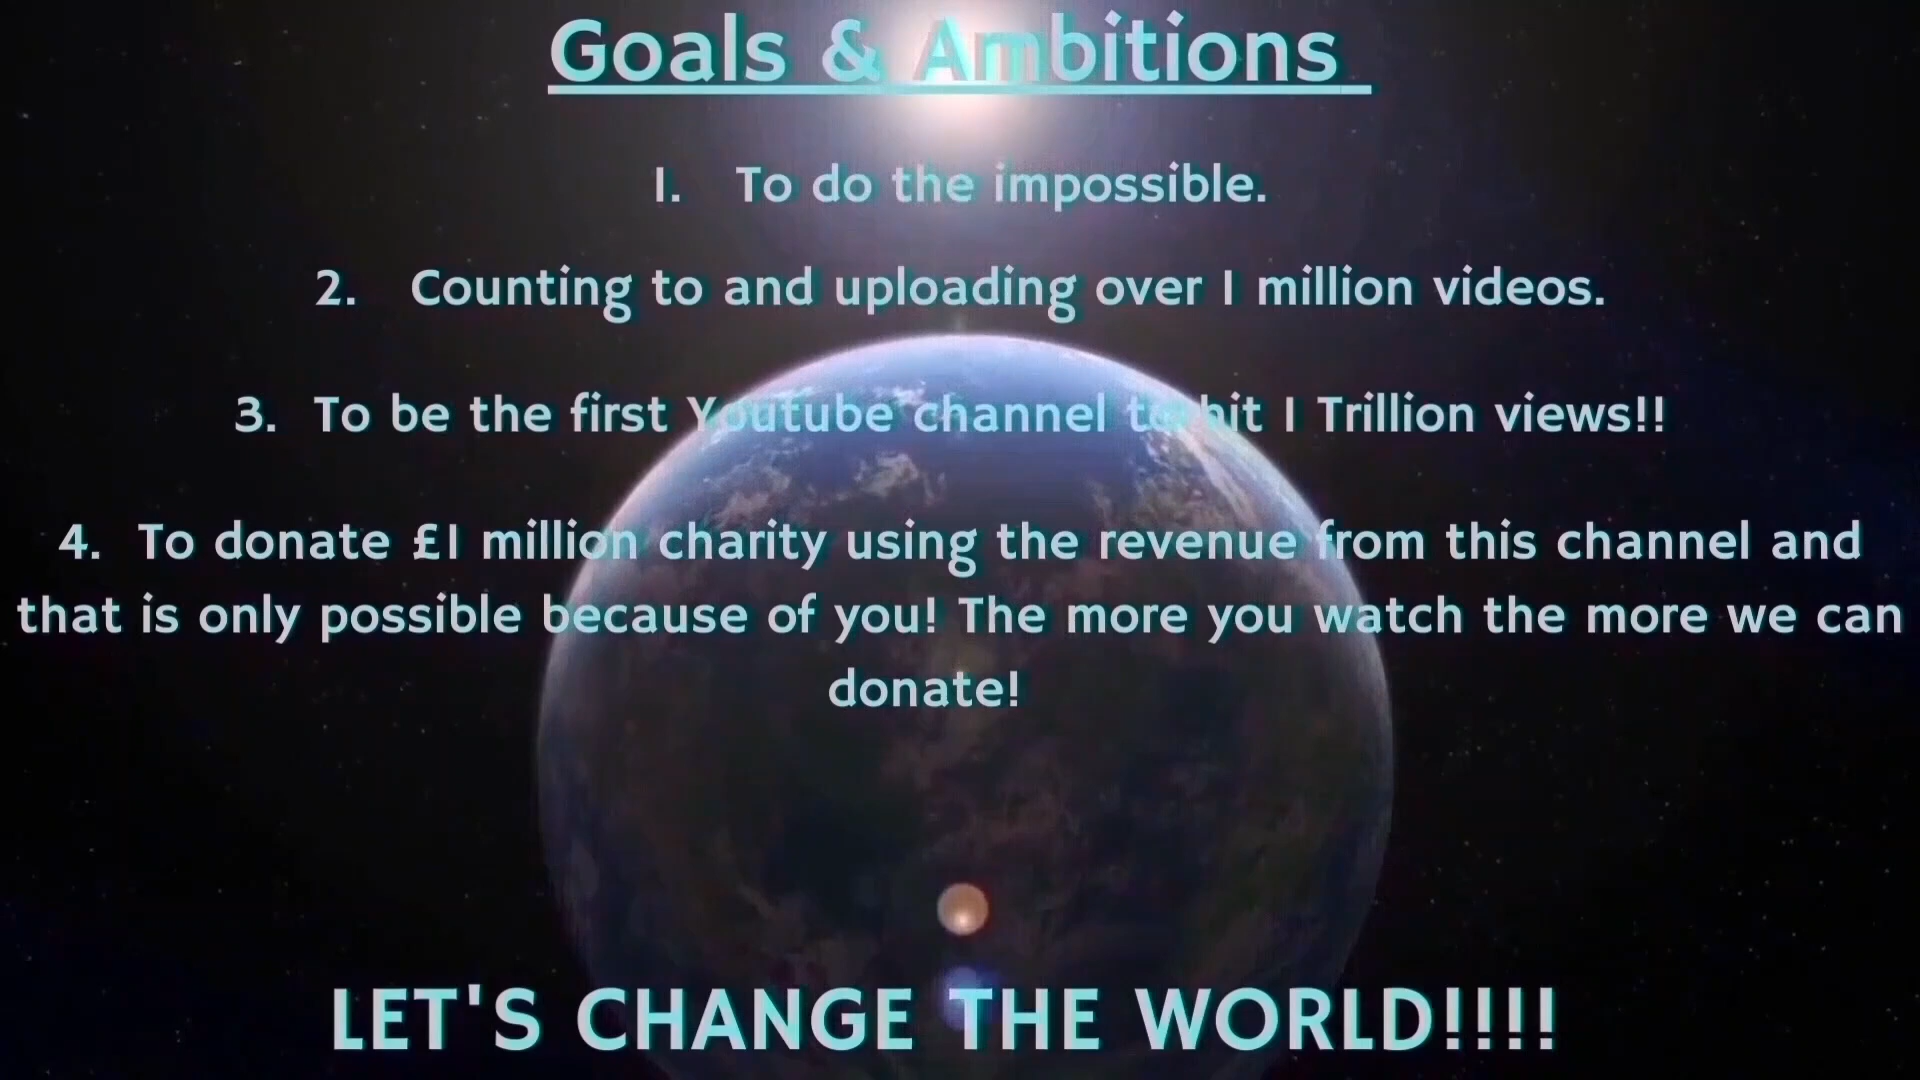 Goals & Ambitions
1. To do the impossible.
2. Counting to and uploading over 1 million videos.
3. To be the first Youtube channel to hit 1 Trillion views!!
4. To donate £1 million charity using the revenue from this channel and
that is only possible because of you! The more you watch the more we can
donate!
LET'S CHANGE THE WORLD!!!!